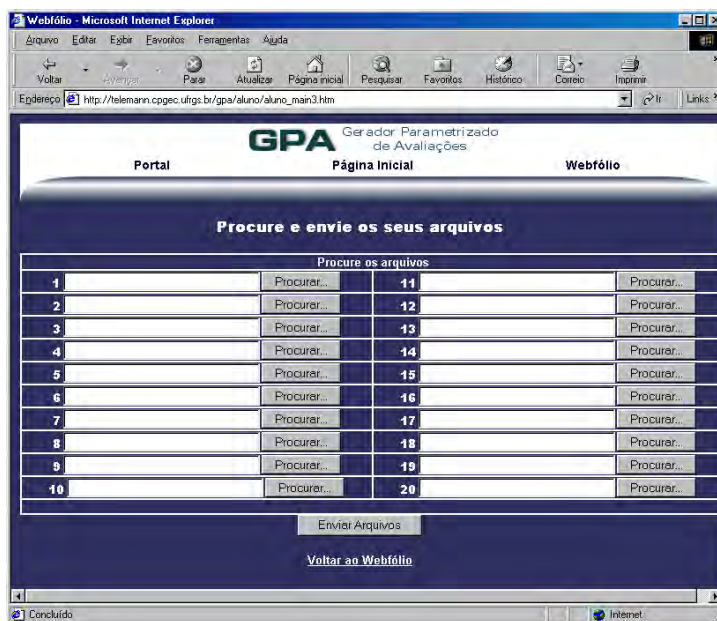 Webfólio - Microsoft Internet Explorer
Arquivo Editar Exibir Favoritos Ferramentas Ajuda
Voltar Avançar Parar Atualizar Página inicial Pesquisar Favoritos Histórico Correio Imprimir
Endereço http://telemann.cpgec.ufrgs.br/gpa/aluno/aluno_main3.htm Ir Links
GPA Gerador Parametrizado
de Avaliações
Portal Página Inicial Webfólio
Procure e envie os seus arquivos
Procure os arquivos
1 Procurar... 11 Procurar...
2 Procurar... 12 Procurar...
3 Procurar... 13 Procurar...
4 Procurar... 14 Procurar...
5 Procurar... 15 Procurar...
6 Procurar... 16 Procurar...
7 Procurar... 17 Procurar...
8 Procurar... 18 Procurar...
9 Procurar... 19 Procurar...
10 Procurar... 20 Procurar...
Enviar Arquivos
Voltar ao Webfólio
Concluído Internet